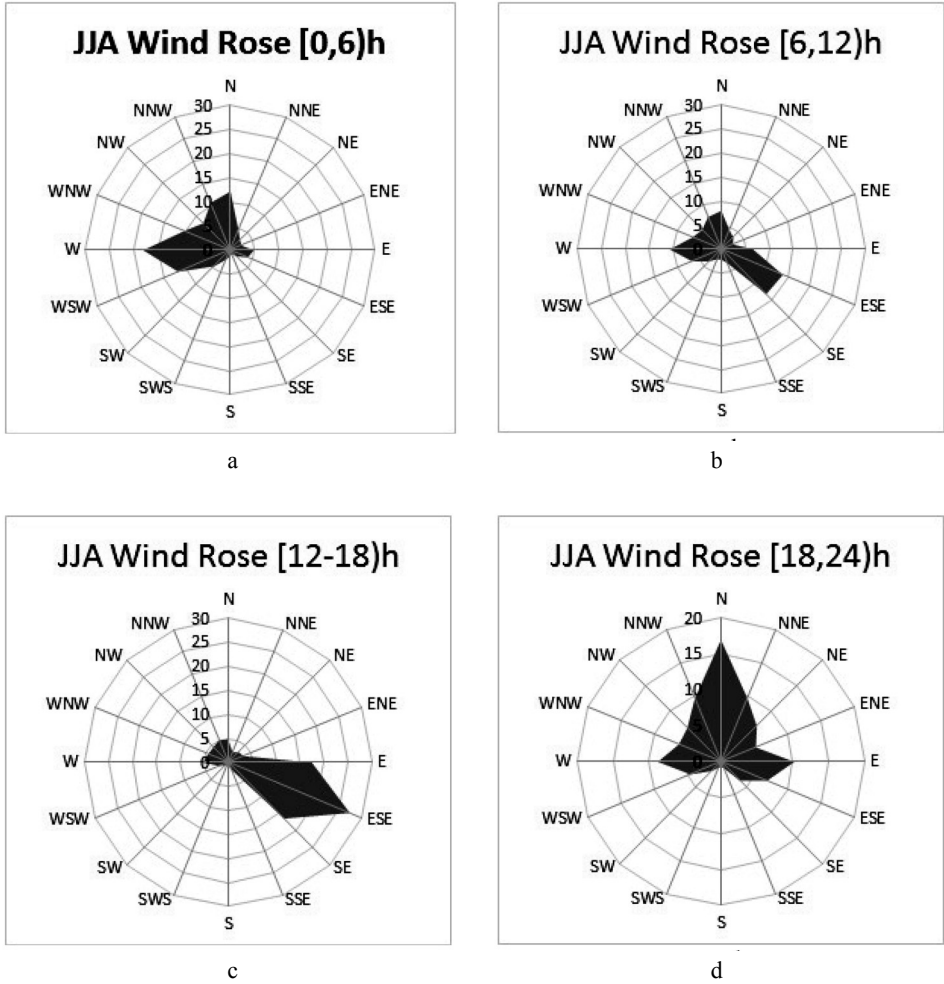 JJA Wind Rose [0,6)h
N
NNE
NE
ENE
E
ESE
SE
SSE
S
SWS
SW
WSW
W
WNW
NW
NNW
30
25
20
15
10
5
0
a
JJA Wind Rose [6,12)h
N
NNE
NE
ENE
E
ESE
SE
SSE
S
SWS
SW
WSW
W
WNW
NW
NNW
30
25
20
15
10
5
0
b
JJA Wind Rose [12-18)h
N
NNE
NE
ENE
E
ESE
SE
SSE
S
SWS
SW
WSW
W
WNW
NW
NNW
30
25
20
15
10
5
0
c
JJA Wind Rose [18,24)h
N
NNE
NE
ENE
E
ESE
SE
SSE
S
SWS
SW
WSW
W
WNW
NW
NNW
20
15
10
5
0
d